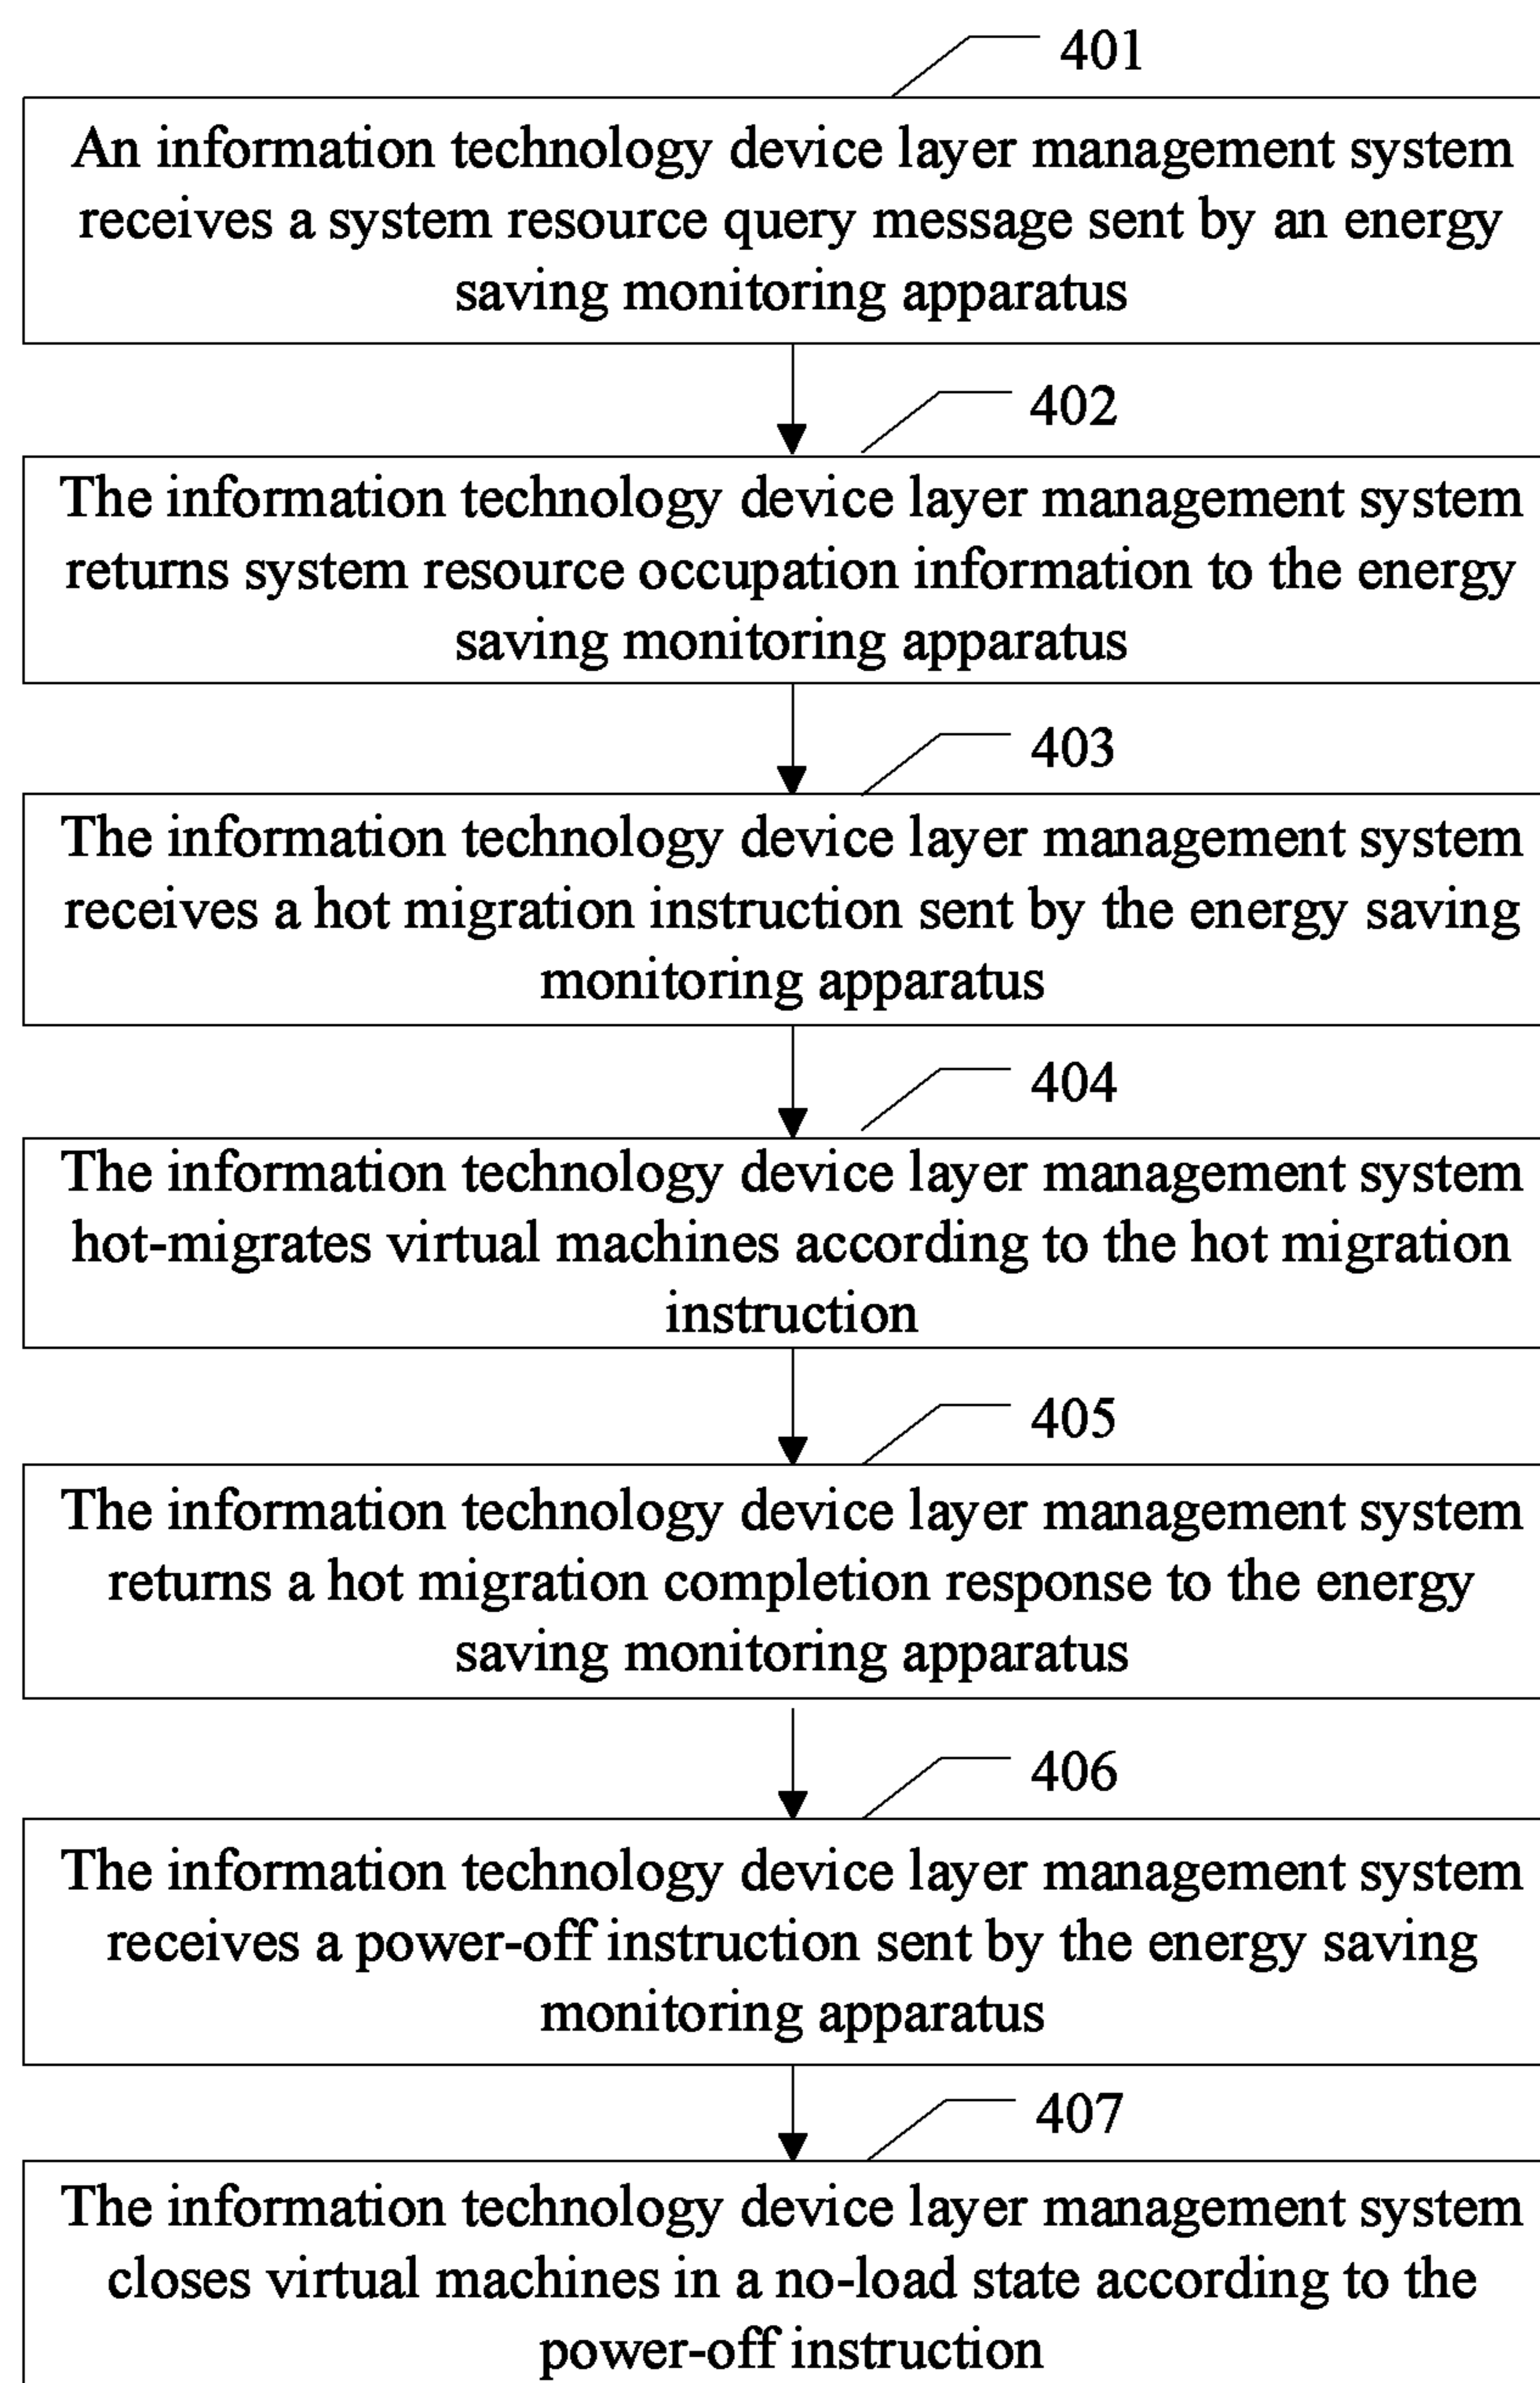 401
An information technology device layer management system
receives a system resource query message sent by an energy
saving monitoring apparatus
402
The information technology device layer management system
returns system resource occupation information to the energy
saving monitoring apparatus
403
The information technology device layer management system
receives a hot migration instruction sent by the energy saving
monitoring apparatus
404
The information technology device layer management system
hot-migrates virtual machines according to the hot migration
instruction
405
The information technology device layer management system
returns a hot migration completion response to the energy
saving monitoring apparatus
406
The information technology device layer management system
receives a power-off instruction sent by the energy saving
monitoring apparatus
407
The information technology device layer management system
closes virtual machines in a no-load state according to the
power-off instruction